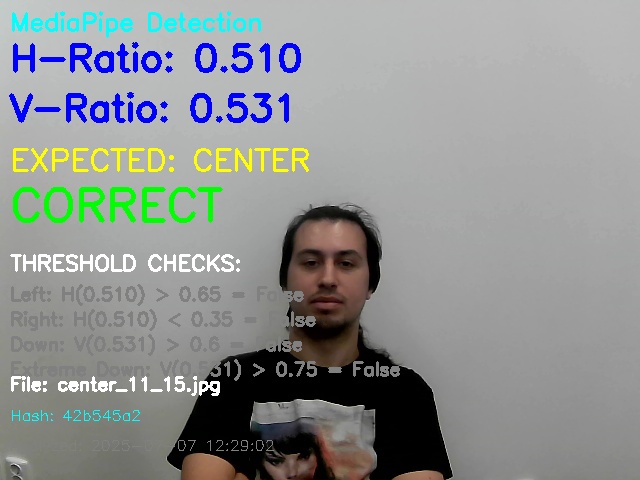 MediaPipe Detection
H-Ratio: 0.510
V-Ratio: 0.531
EXPECTED: CENTER
CORRECT
THRESHOLD CHECKS:
Left: H(0.510) > 0.65 = False
Right: H(0.510) < 0.35 = False
Down: V(0.531) > 0.6 = False
Extreme Down: V(0.531) > 0.75 = False
File: center_11_15.jpg
Hash: 42b545a2
07 12:29:02